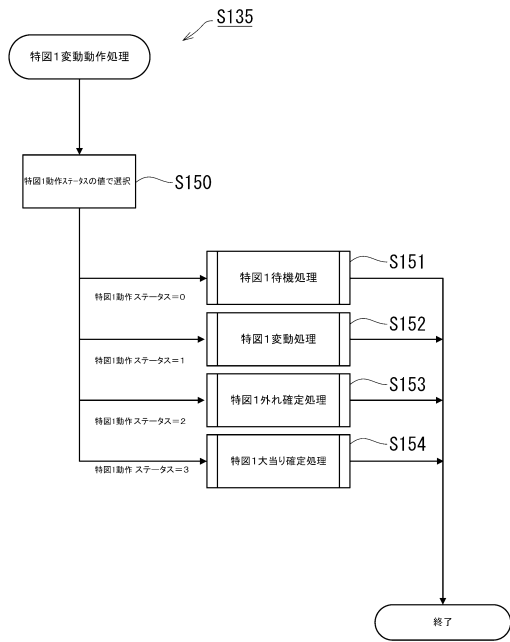 S135
特図1変動動作処理
特図1動作ステータスの値で選択
S150
特図1待機処理
S151
特図1動作ステータス=0
特図1変動処理
S152
特図1動作ステータス=1
特図1外れ確定処理
S153
特図1動作ステータス=2
特図1大当り確定処理
S154
特図1動作ステータス=3
終了